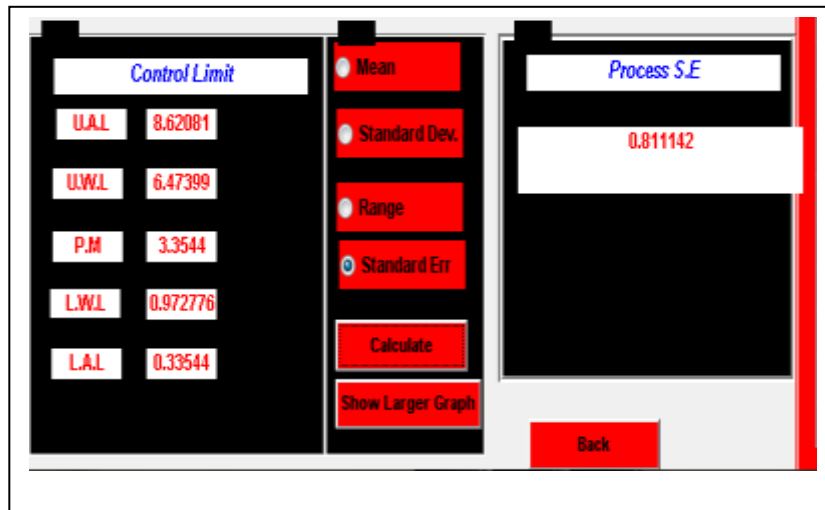 Control Limit
U.A.L 8.62081
U.W.L 6.47399
P.M 3.3544
L.W.L 0.972776
L.A.L 0.33544
Mean
Standard Dev.
Range
Standard Err
Calculate
Show Larger Graph
Process S.E
0.811142
Back